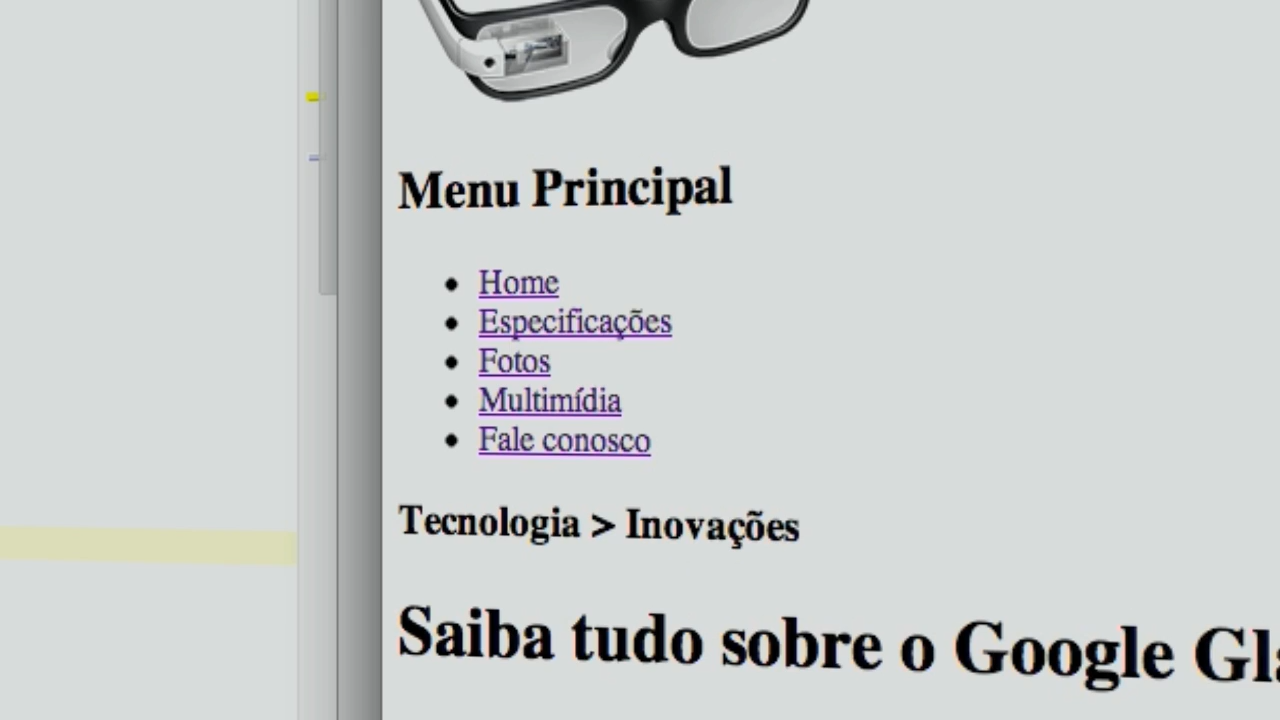 Menu Principal
Home
Especificações
Fotos
Multimídia
Fale conosco
Tecnologia > Inovações
Saiba tudo sobre o Google